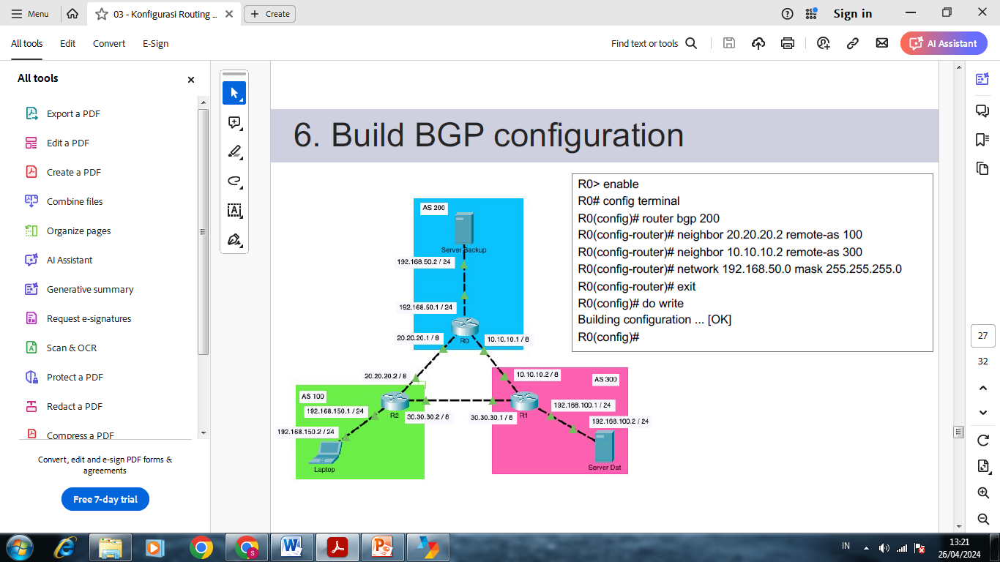 Menu
03 - Konfigurasi Routing ...
Create
Sign in
All tools
Edit
Convert
E-Sign
Find text or tools
AI Assistant
All tools
Export a PDF
Edit a PDF
Create a PDF
Combine files
Organize pages
AI Assistant
Generative summary
Request e-signatures
Scan & OCR
Protect a PDF
Redact a PDF
Compress a PDF
Convert, edit and e-sign PDF forms &
agreements
Free 7-day trial
6. Build BGP configuration
AS 200
Server Backup
192.168.50.2 / 24
192.168.50.1 / 24
R0
20.20.20.1 / 8
10.10.10.1 / 8
20.20.20.2 / 8
10.10.10.2 / 8
AS 300
AS 100
192.168.150.1 / 24
R2
30.30.30.2 / 8
30.30.30.1 / 8
R1
192.168.100.1 / 24
192.168.100.2 / 24
192.168.150.2 / 24
Laptop
Server Dat
R0> enable
R0# config terminal
R0(config)# router bgp 200
R0(config-router)# neighbor 20.20.20.2 remote-as 100
R0(config-router)# neighbor 10.10.10.2 remote-as 300
R0(config-router)# network 192.168.50.0 mask 255.255.255.0
R0(config-router)# exit
R0(config)# do write
Building configuration ... [OK]
R0(config)#
27
32
IN
13:21
26/04/2024